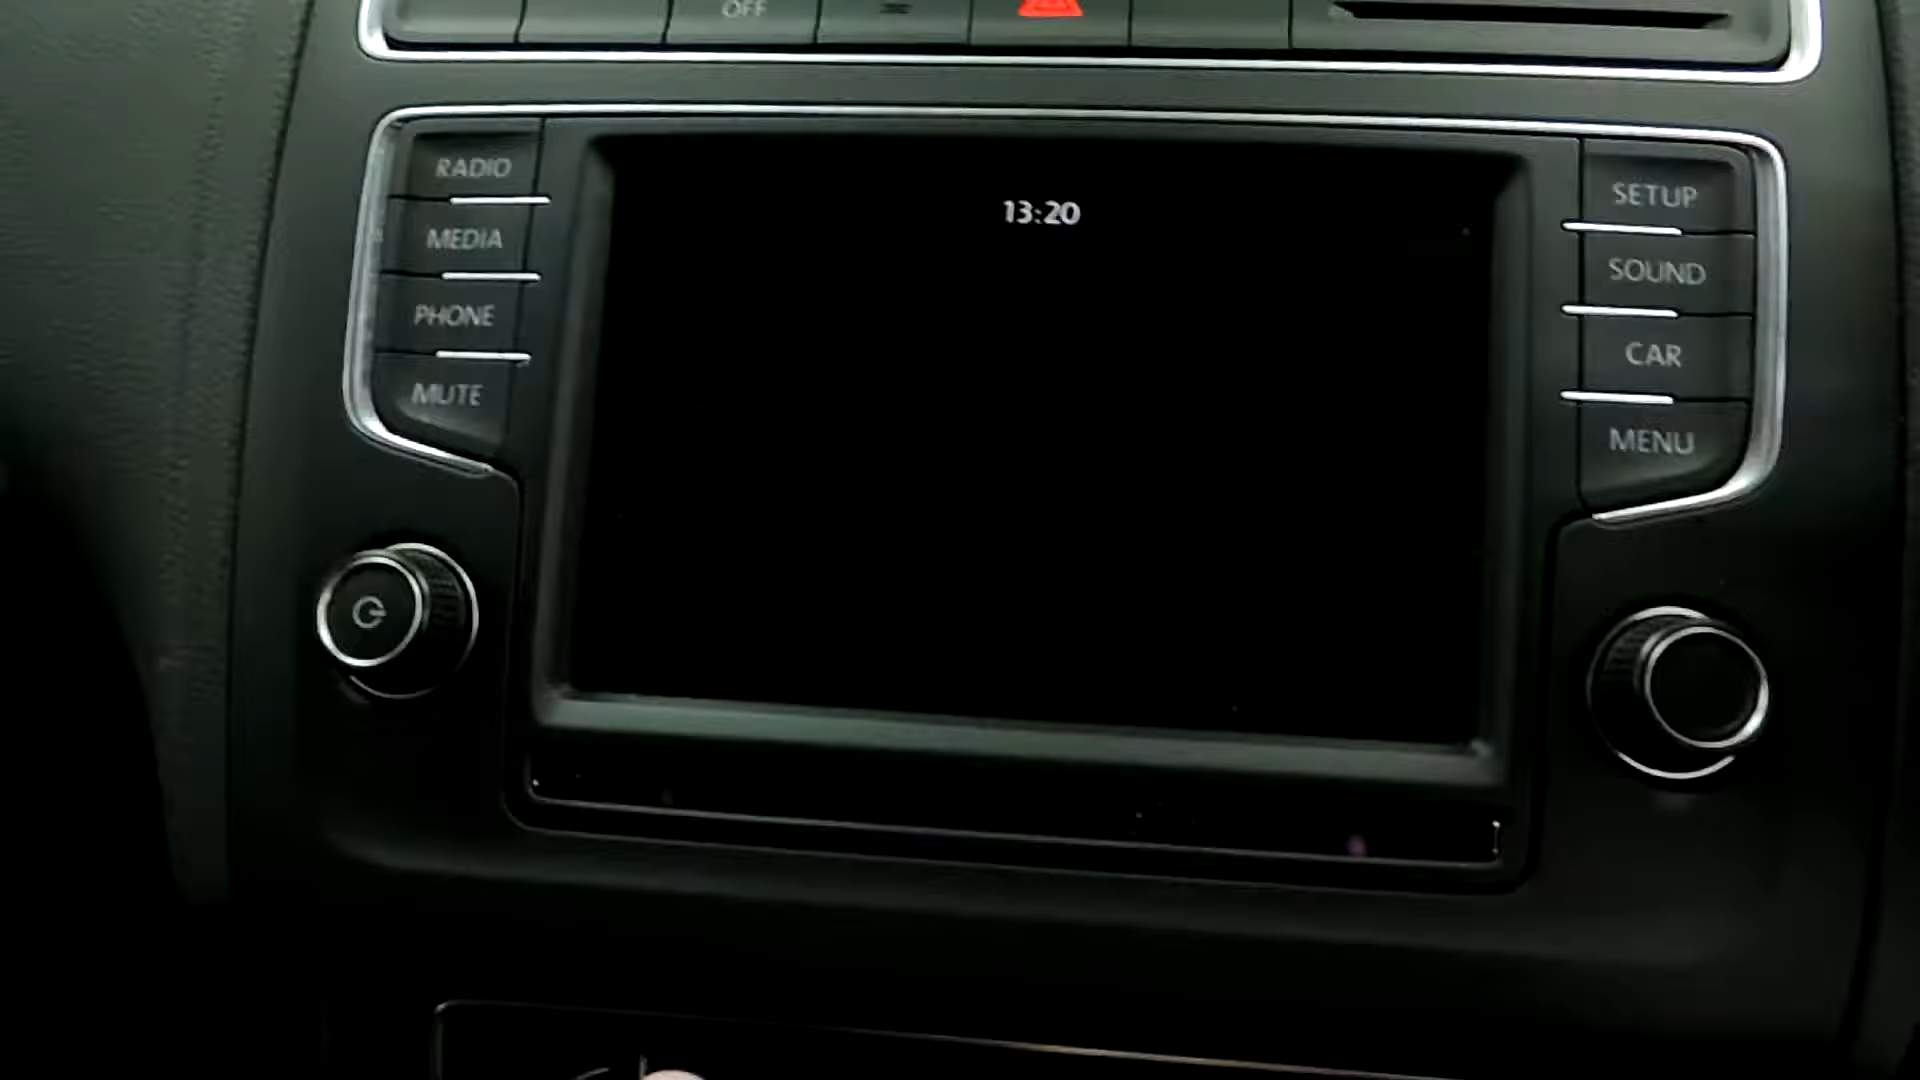 OFF
RADIO
MEDIA
PHONE
MUTE
13:20
SETUP
SOUND
CAR
MENU